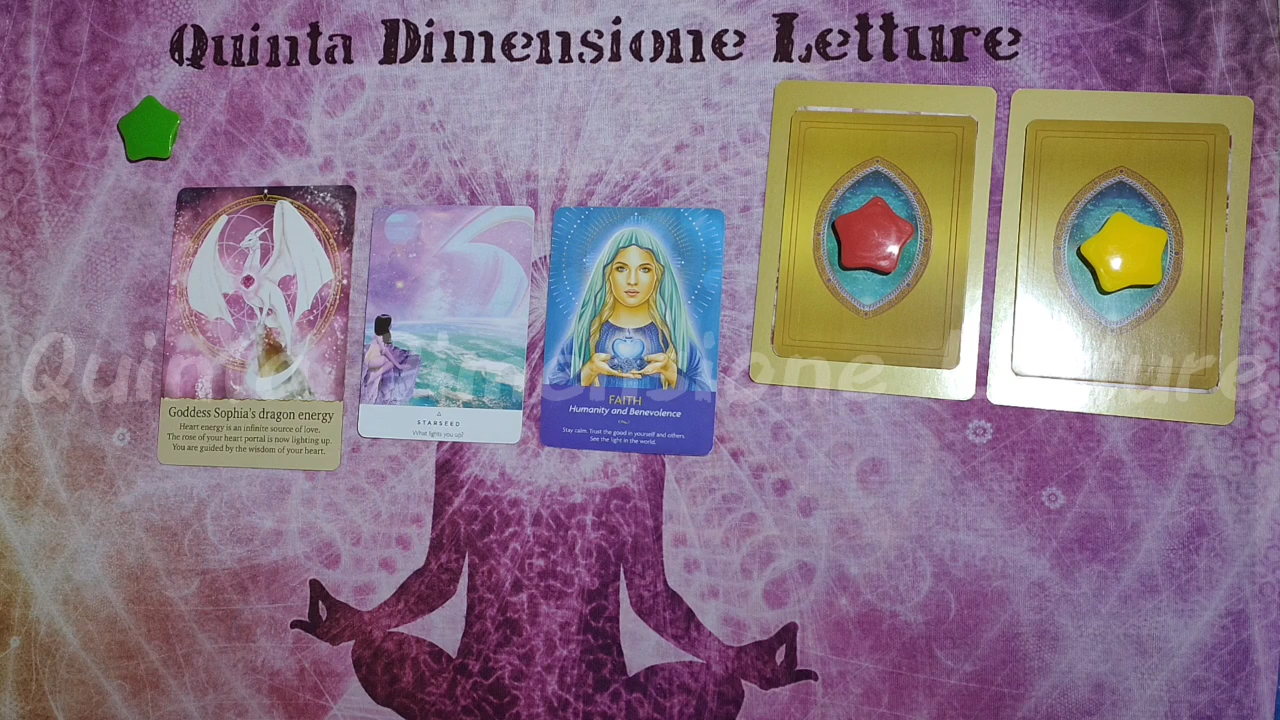 Quinta Dimensione Letture
Goddess Sophia's dragon energy
Heart energy is an infinite source of love.
The rose of your heart portal is now lighting up.
You are guided by the wisdom of your heart.
STARSEED
What lights you up?
FAITH
Humanity and Benevolence
Stay calm. Trust the good in yourself and others.
See the light in the world.
Quinta Dimensione Letture